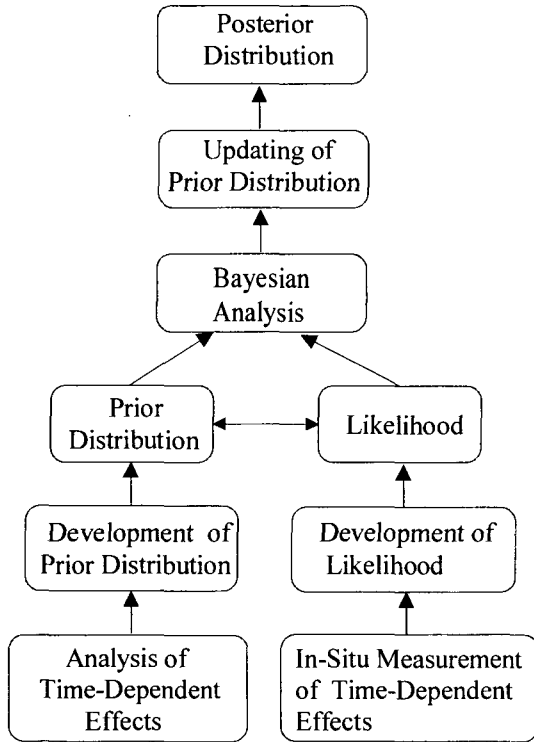 Posterior
Distribution
Updating of
Prior Distribution
Bayesian
Analysis
Prior
Distribution
Likelihood
Development of
Prior Distribution
Development of
Likelihood
Analysis of
Time-Dependent
Effects
In-Situ Measurement
of Time-Dependent
Effects